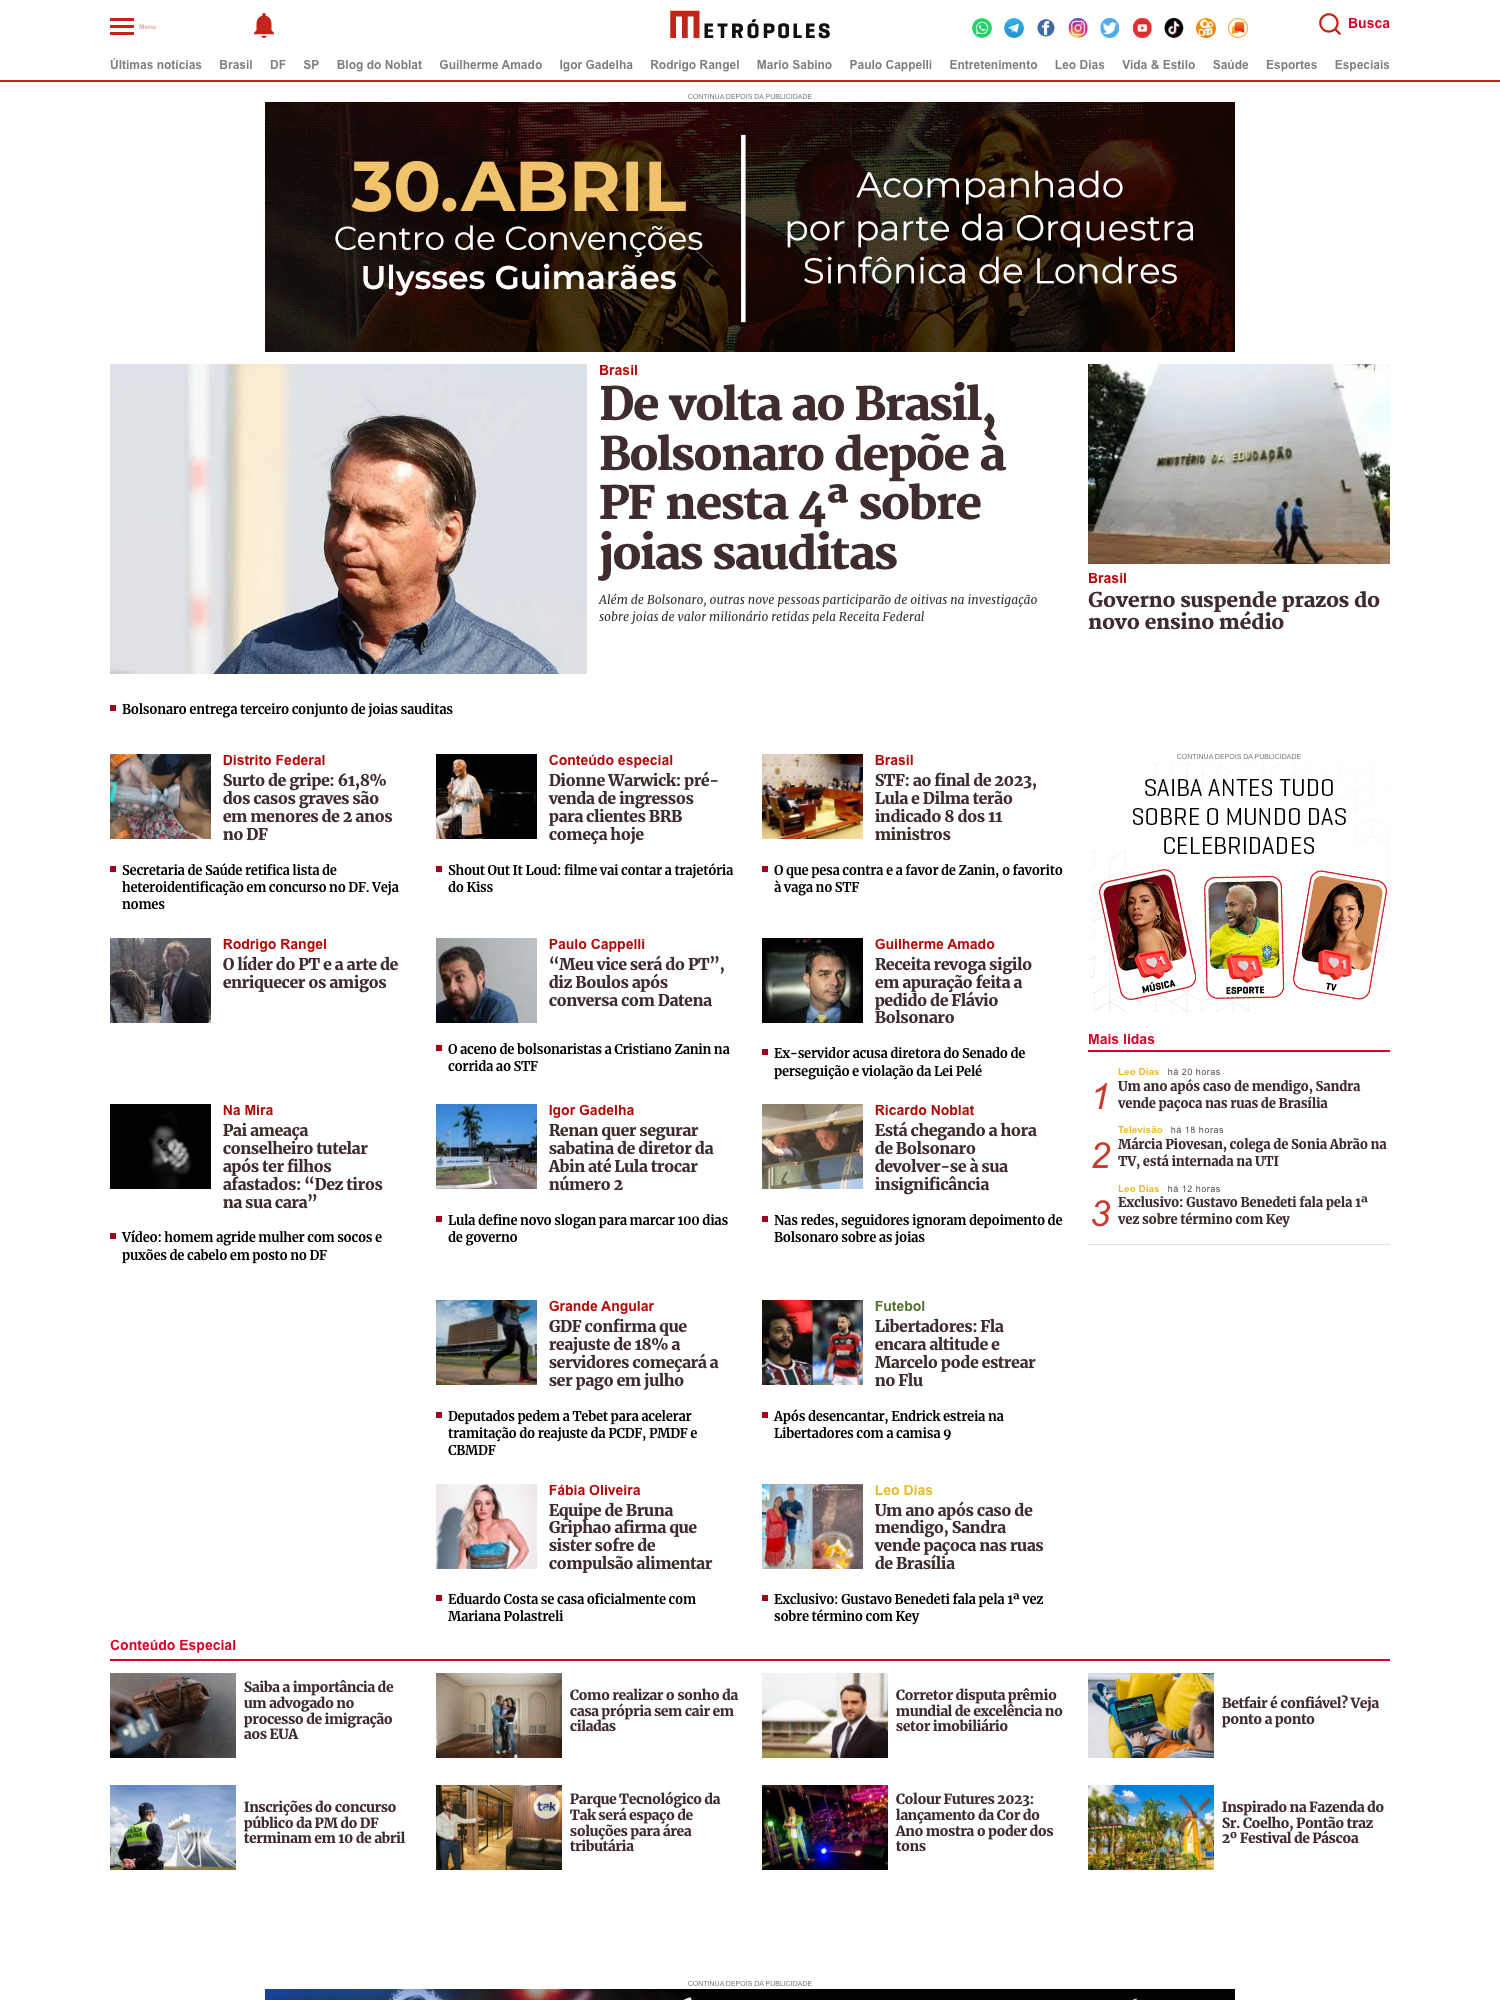 Menu
METRÓPOLES
Busca
Últimas notícias Brasil DF SP Blog do Noblat Guilherme Amado Igor Gadelha Rodrigo Rangel Mario Sabino Paulo Cappelli Entretenimento Leo Dias Vida & Estilo Saúde Esportes Especiais
CONTINUA DEPOIS DA PUBLICIDADE
30.ABRIL
Centro de Convenções
Ulysses Guimarães
Acompanhado
por parte da Orquestra
Sinfônica de Londres
Brasil
De volta ao Brasil,
Bolsonaro depõe à
PF nesta 4ª sobre
joias sauditas
Além de Bolsonaro, outras nove pessoas participarão de oitivas na investigação
sobre joias de valor milionário retidas pela Receita Federal
MINISTÉRIO DA EDUCAÇÃO
L
Brasil
Governo suspende prazos do
novo ensino médio
Bolsonaro entrega terceiro conjunto de joias sauditas
Distrito Federal
Surto de gripe: 61,8%
dos casos graves são
em menores de 2 anos
no DF
Secretaria de Saúde retifica lista de
heteroidentificação em concurso no DF. Veja
nomes
Conteúdo especial
Dionne Warwick: pré-
venda de ingressos
para clientes BRB
começa hoje
Shout Out It Loud: filme vai contar a trajetória
do Kiss
Brasil
STF: ao final de 2023,
Lula e Dilma terão
indicado 8 dos 11
ministros
O que pesa contra e a favor de Zanin, o favorito
à vaga no STF
CONTINUA DEPOIS DA PUBLICIDADE
SAIBA ANTES TUDO
SOBRE O MUNDO DAS
CELEBRIDADES
1
MÚSICA
1
ESPORTE
1
TV
Rodrigo Rangel
O líder do PT e a arte de
enriquecer os amigos
Paulo Cappelli
“Meu vice será do PT”,
diz Boulos após
conversa com Datena
O aceno de bolsonaristas a Cristiano Zanin na
corrida ao STF
Guilherme Amado
Receita revoga sigilo
em apuração feita a
pedido de Flávio
Bolsonaro
Ex-servidor acusa diretora do Senado de
perseguição e violação da Lei Pelé
Mais lidas
1
Leo Dias há 20 horas
Um ano após caso de mendigo, Sandra
vende paçoca nas ruas de Brasília
2
Televisão há 18 horas
Márcia Piovesan, colega de Sonia Abrão na
TV, está internada na UTI
3
Leo Dias há 12 horas
Exclusivo: Gustavo Benedeti fala pela 1ª
vez sobre término com Key
Na Mira
Pai ameaça
conselheiro tutelar
após ter filhos
afastados: “Dez tiros
na sua cara”
Vídeo: homem agride mulher com socos e
puxões de cabelo em posto no DF
Igor Gadelha
Renan quer segurar
sabatina de diretor da
Abin até Lula trocar
número 2
Lula define novo slogan para marcar 100 dias
de governo
Ricardo Noblat
Está chegando a hora
de Bolsonaro
devolver-se à sua
insignificância
Nas redes, seguidores ignoram depoimento de
Bolsonaro sobre as joias
Grande Angular
GDF confirma que
reajuste de 18% a
servidores começará a
ser pago em julho
Deputados pedem a Tebet para acelerar
tramitação do reajuste da PCDF, PMDF e
CBMDF
Futebol
Libertadores: Fla
encara altitude e
Marcelo pode estrear
no Flu
Após desencantar, Endrick estreia na
Libertadores com a camisa 9
Fábia Oliveira
Equipe de Bruna
Griphao afirma que
sister sofre de
compulsão alimentar
Eduardo Costa se casa oficialmente com
Mariana Polastreli
Leo Dias
Um ano após caso de
mendigo, Sandra
vende paçoca nas ruas
de Brasília
Exclusivo: Gustavo Benedeti fala pela 1ª vez
sobre término com Key
Conteúdo Especial
Saiba a importância de
um advogado no
processo de imigração
aos EUA
Como realizar o sonho da
casa própria sem cair em
ciladas
Corretor disputa prêmio
mundial de excelência no
setor imobiliário
Betfair é confiável? Veja
ponto a ponto
Inscrições do concurso
público da PM do DF
terminam em 10 de abril
tak
Parque Tecnológico da
Tak será espaço de
soluções para área
tributária
Colour Futures 2023:
lançamento da Cor do
Ano mostra o poder dos
tons
Inspirado na Fazenda do
Sr. Coelho, Pontão traz
2º Festival de Páscoa
CONTINUA DEPOIS DA PUBLICIDADE